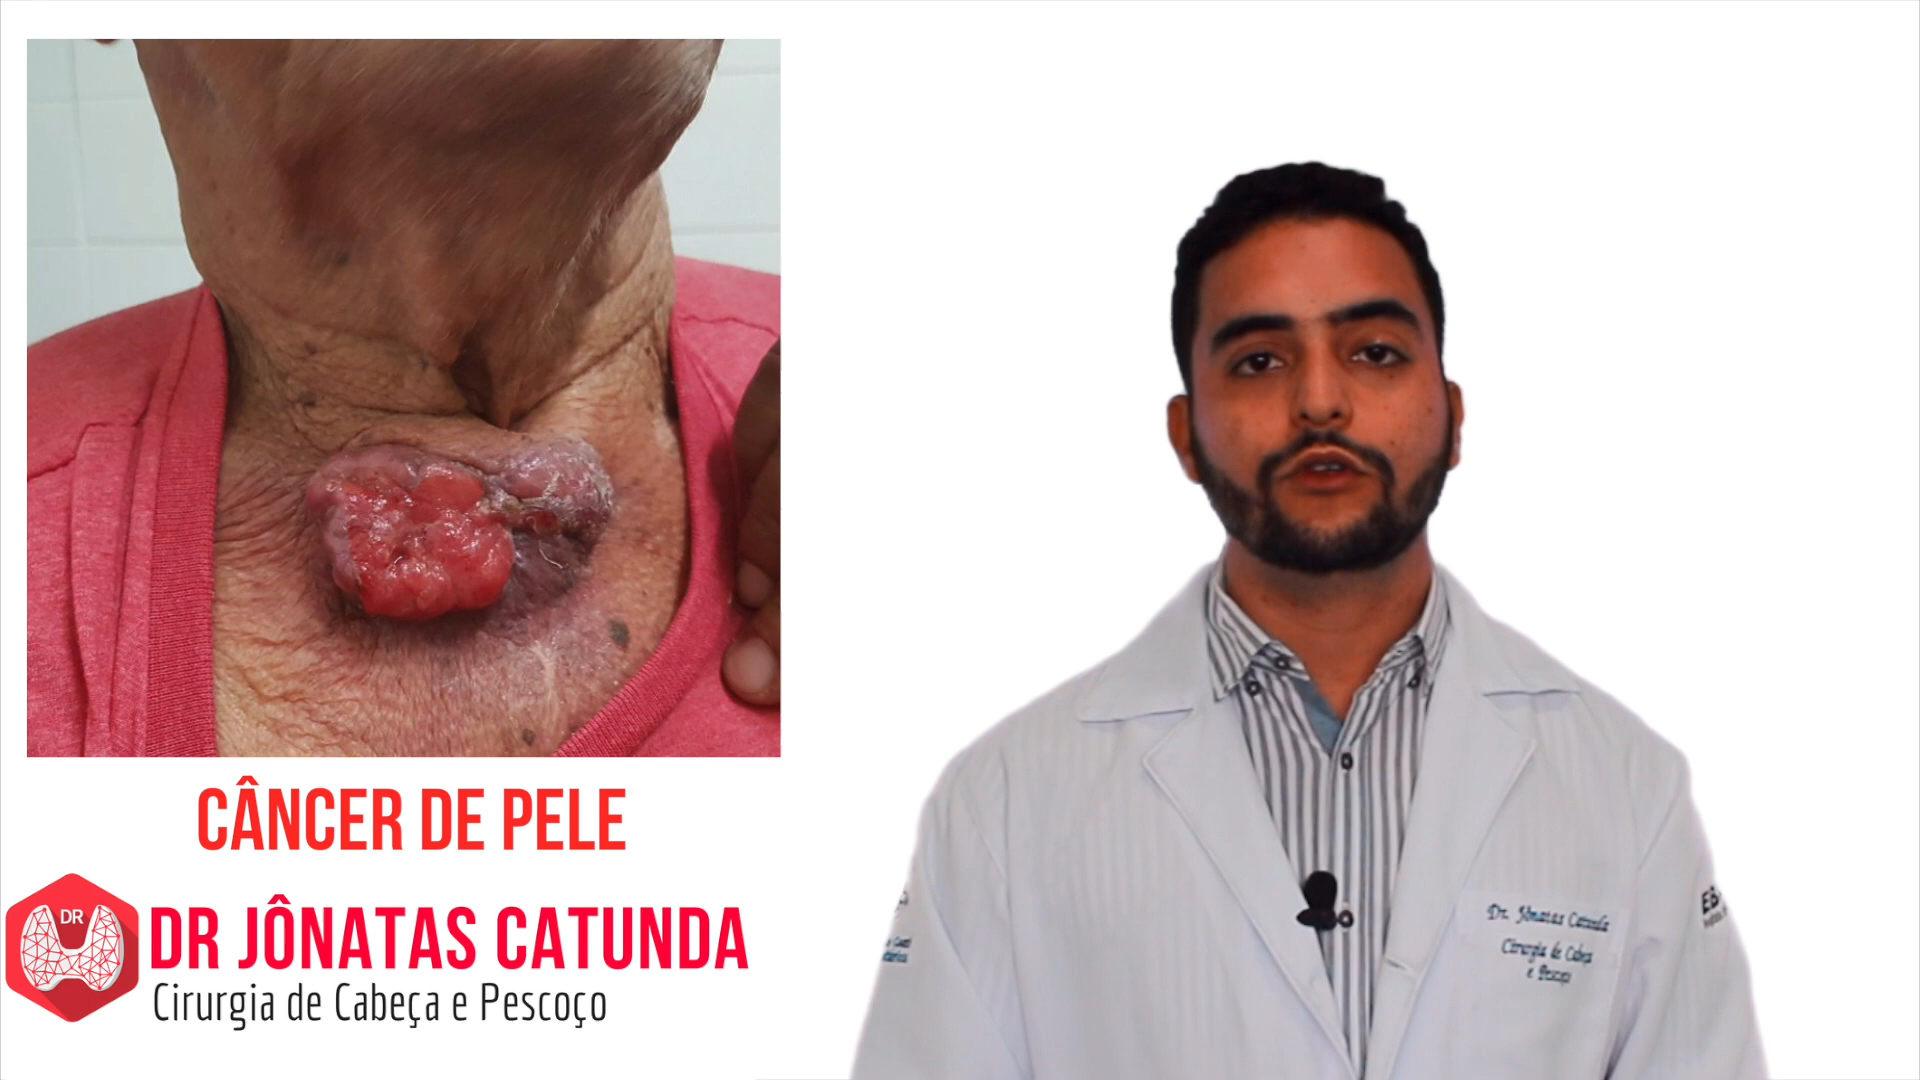 CÂNCER DE PELE
DR
DR JÔNATAS CATUNDA
Cirurgia de Cabeça e Pescoço
Dr. Jônatas Catunda
Cirurgia de Cabeça
e Pescoço